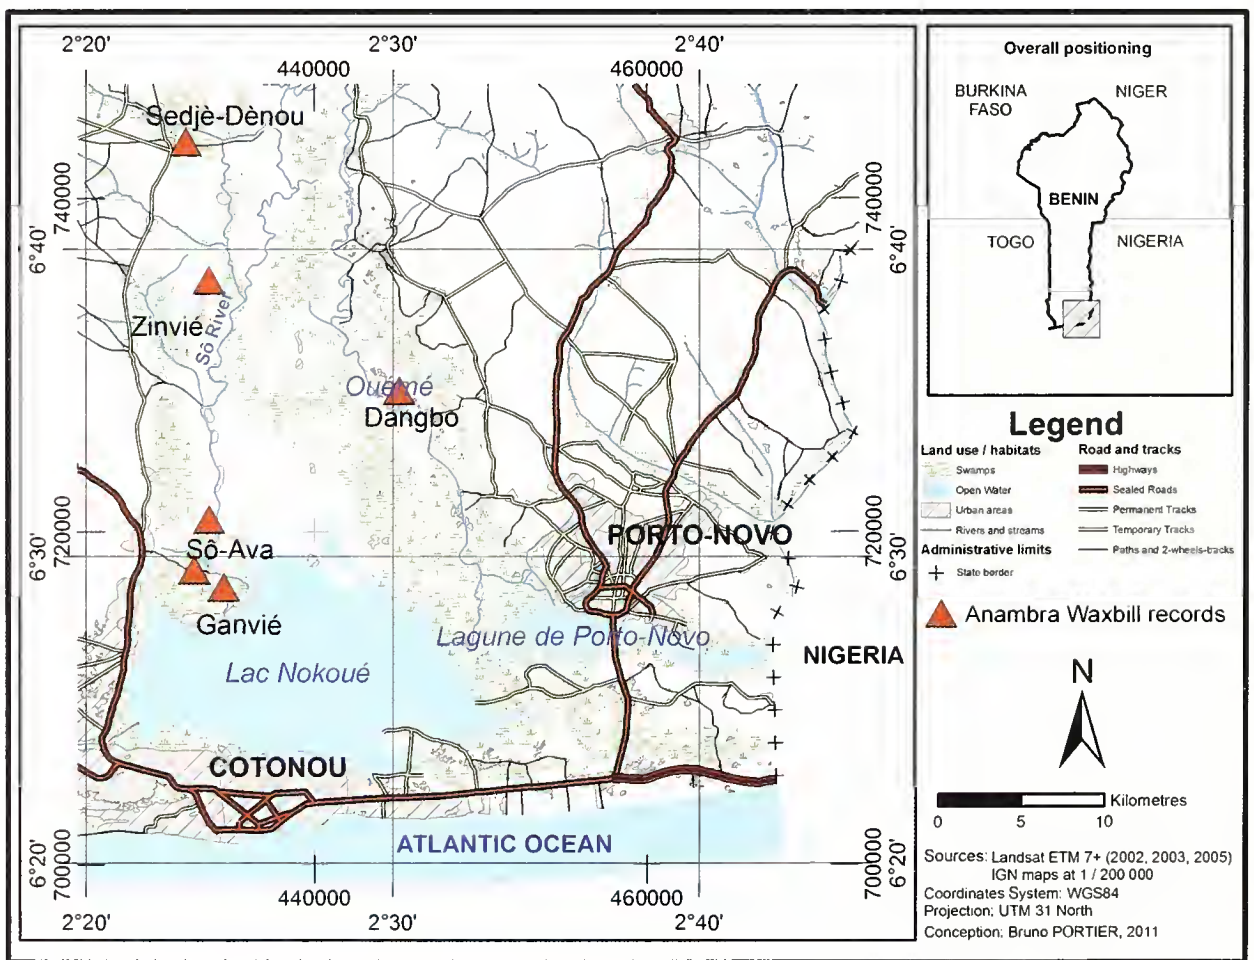 2°20'
2°30'
2°40'
440000
460000
Sedjè-Dènou
740000
740000
6°40'
6°40'
Zinvié
Sô River
Ouémé
Dangbo
720000
720000
6°30'
6°30'
Sô-Ava
PORTO-NOVO
Ganvié
Lagune de Porto-Novo
Lac Nokoué
NIGERIA
COTONOU
ATLANTIC OCEAN
6°20'
6°20'
700000
700000
440000
460000
2°20'
2°30'
2°40'
Overall positioning
BURKINA
FASO
NIGER
BENIN
TOGO
NIGERIA
Legend
Land use / habitats
Swamps
Open Water
Urban areas
Rivers and streams
Administrative limits
State border
Road and tracks
Highways
Sealed Roads
Permanent Tracks
Temporary Tracks
Paths and 2-wheels-tracks
Anambra Waxbill records
N
Kilometres
0 5 10
Sources: Landsat ETM 7+ (2002, 2003, 2005)
IGN maps at 1 / 200 000
Coordinates System: WGS84
Projection: UTM 31 North
Conception: Bruno PORTIER, 2011